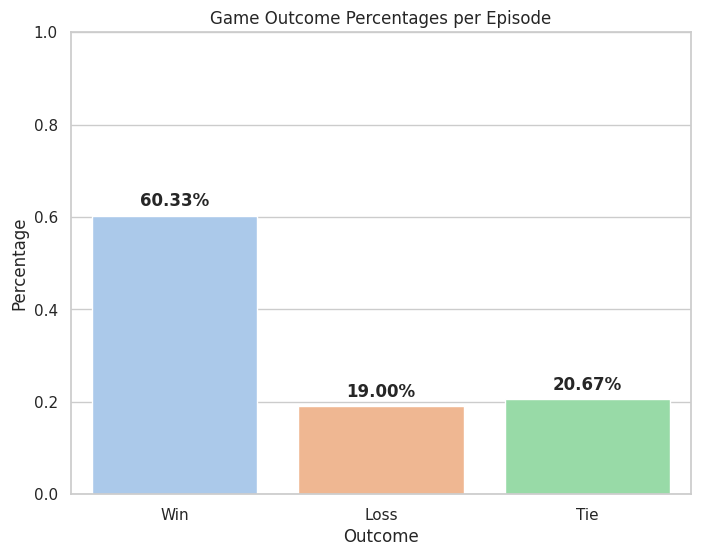 Game Outcome Percentages per Episode
1.0
0.8
0.6
0.4
0.2
0.0
Percentage
60.33%
19.00%
20.67%
Win
Loss
Tie
Outcome